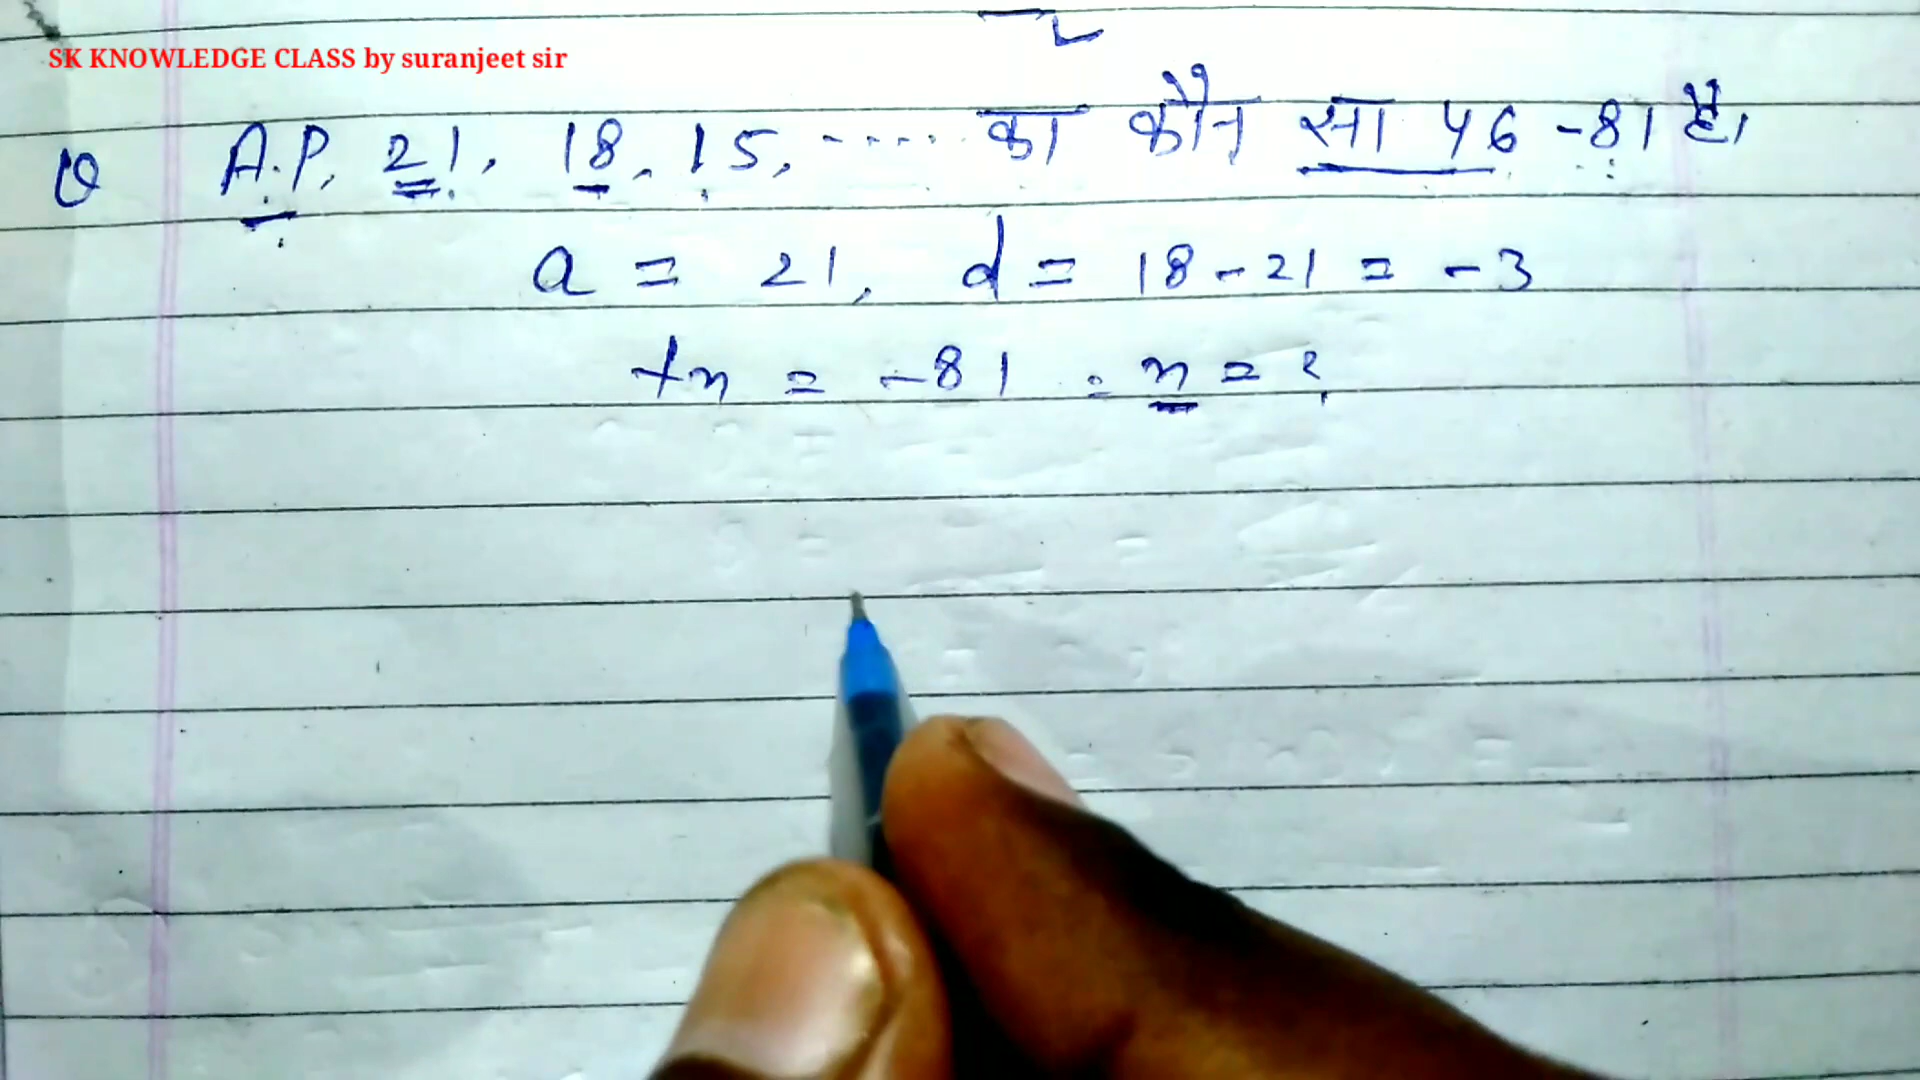 SK KNOWLEDGE CLASS by suranjeet sir
Q A.P, 21, 18, 15, ..... का कौन सा पद -81 है।
a = 21, d = 18-21 = -3
tn = -81 . n = ?